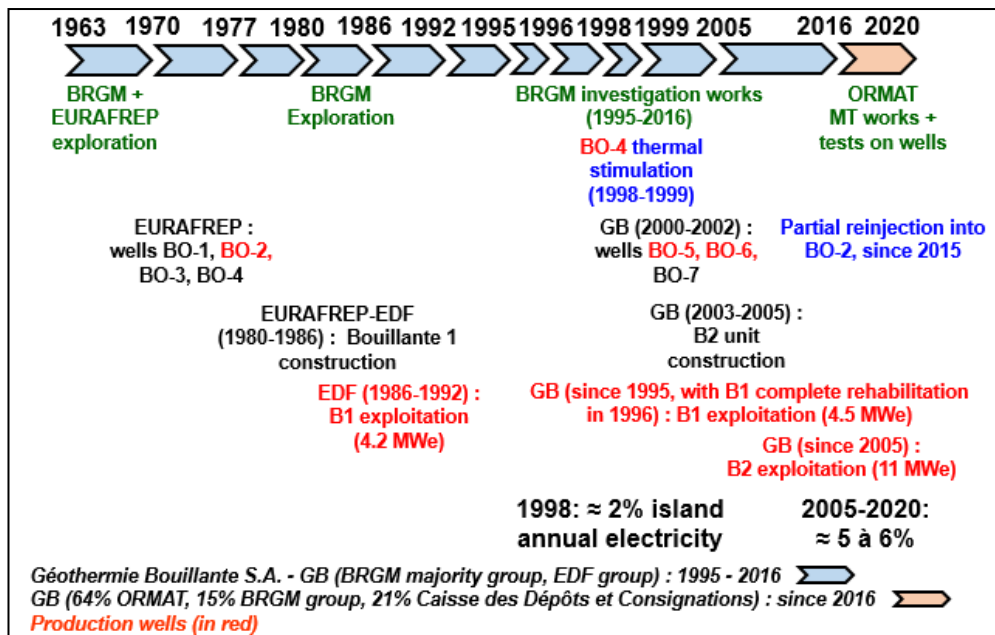 1963 1970 1977 1980 1986 1992 1995 1996 1998 1999 2005 2016 2020
BRGM +
EURAFREP
exploration
BRGM
Exploration
BRGM investigation works
(1995-2016)
BO-4 thermal
stimulation
(1998-1999)
ORMAT
MT works +
tests on wells
EURAFREP :
wells BO-1, BO-2,
BO-3, BO-4
GB (2000-2002) :
wells BO-5, BO-6,
BO-7
Partial reinjection into
BO-2, since 2015
EURAFREP-EDF
(1980-1986) : Bouillante 1
construction
GB (2003-2005) :
B2 unit
construction
EDF (1986-1992) :
B1 exploitation
(4.2 MWe)
GB (since 1995, with B1 complete rehabilitation
in 1996) : B1 exploitation (4.5 MWe)
GB (since 2005) :
B2 exploitation (11 MWe)
1998: ≈ 2% island
annual electricity
2005-2020:
≈ 5 à 6%
Géothermie Bouillante S.A. - GB (BRGM majority group, EDF group) : 1995 - 2016
GB (64% ORMAT, 15% BRGM group, 21% Caisse des Dépôts et Consignations) : since 2016
Production wells (in red)